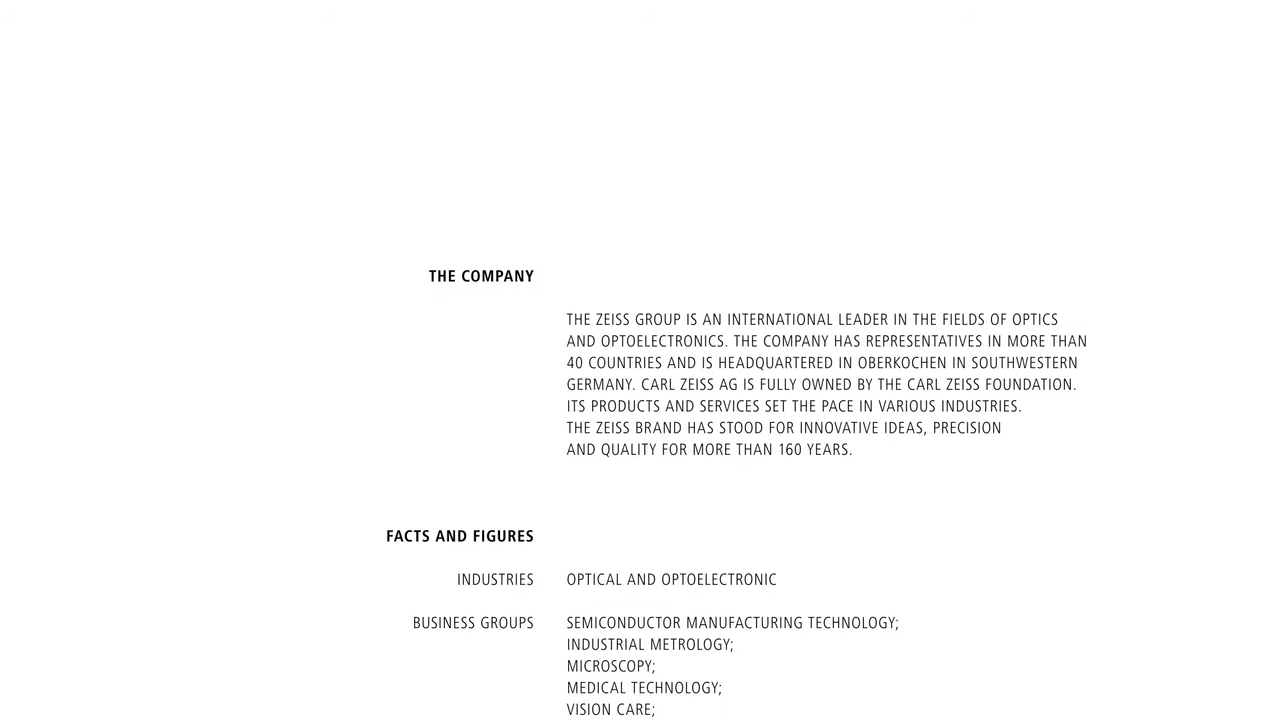 THE COMPANY
THE ZEISS GROUP IS AN INTERNATIONAL LEADER IN THE FIELDS OF OPTICS
AND OPTOELECTRONICS. THE COMPANY HAS REPRESENTATIVES IN MORE THAN
40 COUNTRIES AND IS HEADQUARTERED IN OBERKOCHEN IN SOUTHWESTERN
GERMANY. CARL ZEISS AG IS FULLY OWNED BY THE CARL ZEISS FOUNDATION.
ITS PRODUCTS AND SERVICES SET THE PACE IN VARIOUS INDUSTRIES.
THE ZEISS BRAND HAS STOOD FOR INNOVATIVE IDEAS, PRECISION
AND QUALITY FOR MORE THAN 160 YEARS.
FACTS AND FIGURES
INDUSTRIES OPTICAL AND OPTOELECTRONIC
BUSINESS GROUPS SEMICONDUCTOR MANUFACTURING TECHNOLOGY;
INDUSTRIAL METROLOGY;
MICROSCOPY;
MEDICAL TECHNOLOGY;
VISION CARE;